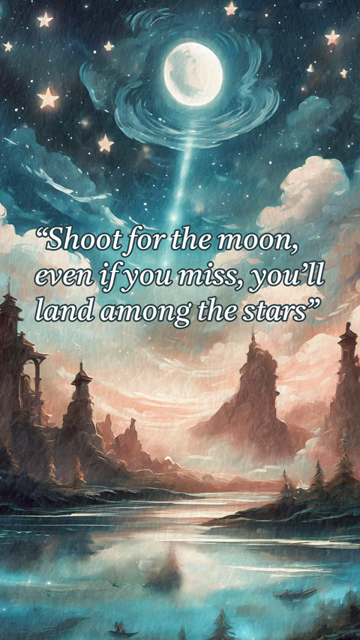 “Shoot for the moon,
even if you miss, you’ll
land among the stars”